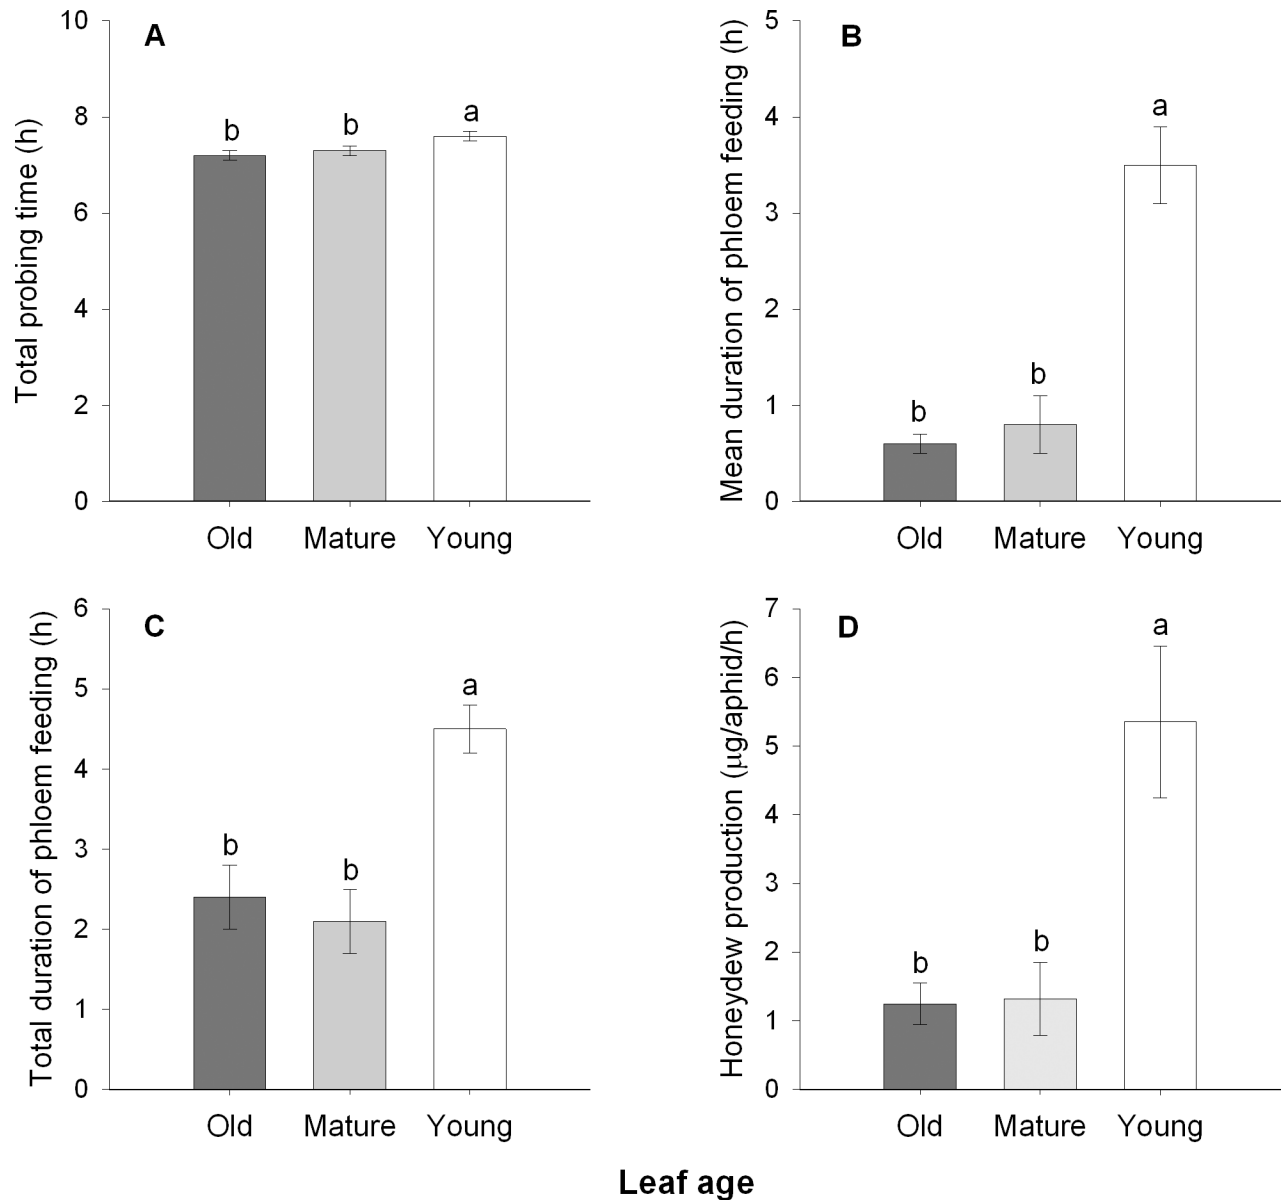 A
Total probing time (h)
10
8
6
4
2
0
b
b
a
Old
Mature
Young
B
Mean duration of phloem feeding (h)
5
4
3
2
1
0
b
b
a
Old
Mature
Young
C
Total duration of phloem feeding (h)
6
5
4
3
2
1
0
b
b
a
Old
Mature
Young
D
Honeydew production (μg/aphid/h)
7
6
5
4
3
2
1
0
b
b
a
Old
Mature
Young
Leaf age